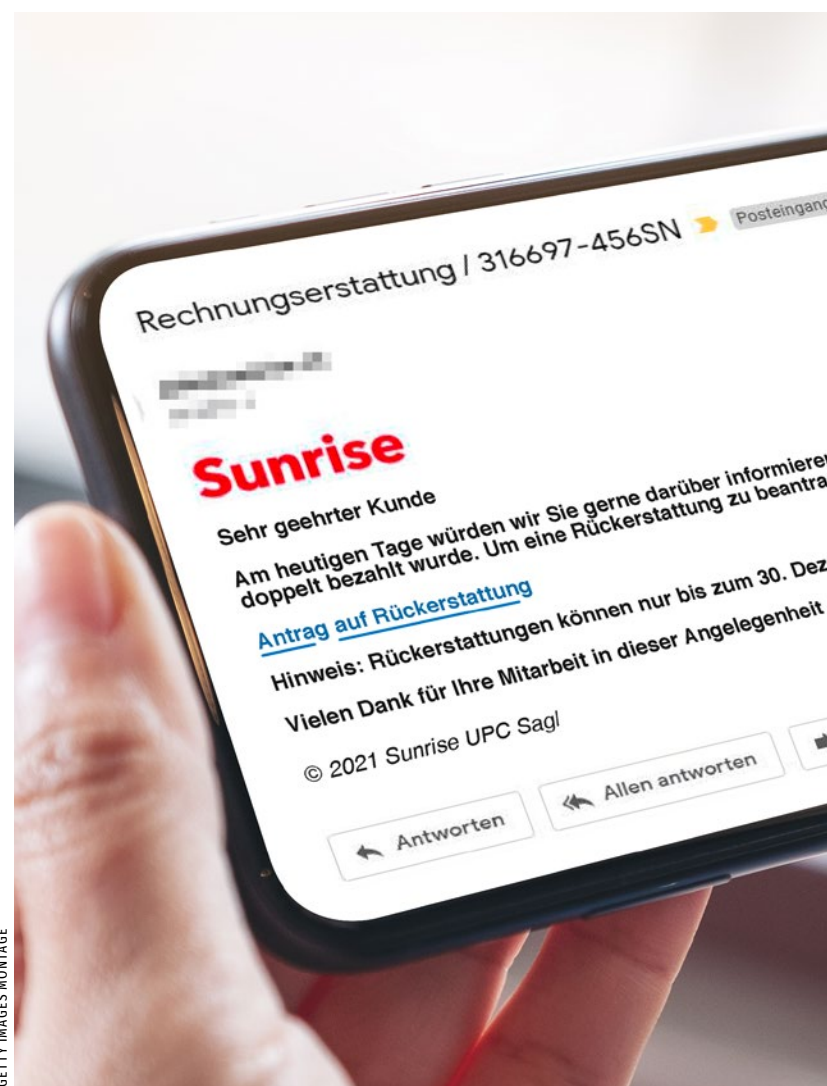 Rechnungserstattung / 316697-456SN
Posteingang
Sunrise
Sehr geehrter Kunde
Am heutigen Tage würden wir Sie gerne darüber informieren
doppelt bezahlt wurde. Um eine Rückerstattung zu beantra
Antrag auf Rückerstattung
Hinweis: Rückerstattungen können nur bis zum 30. Dez
Vielen Dank für Ihre Mitarbeit in dieser Angelegenheit
© 2021 Sunrise UPC Sagl
Antworten
Allen antworten
GETTY IMAGES MONTAGE